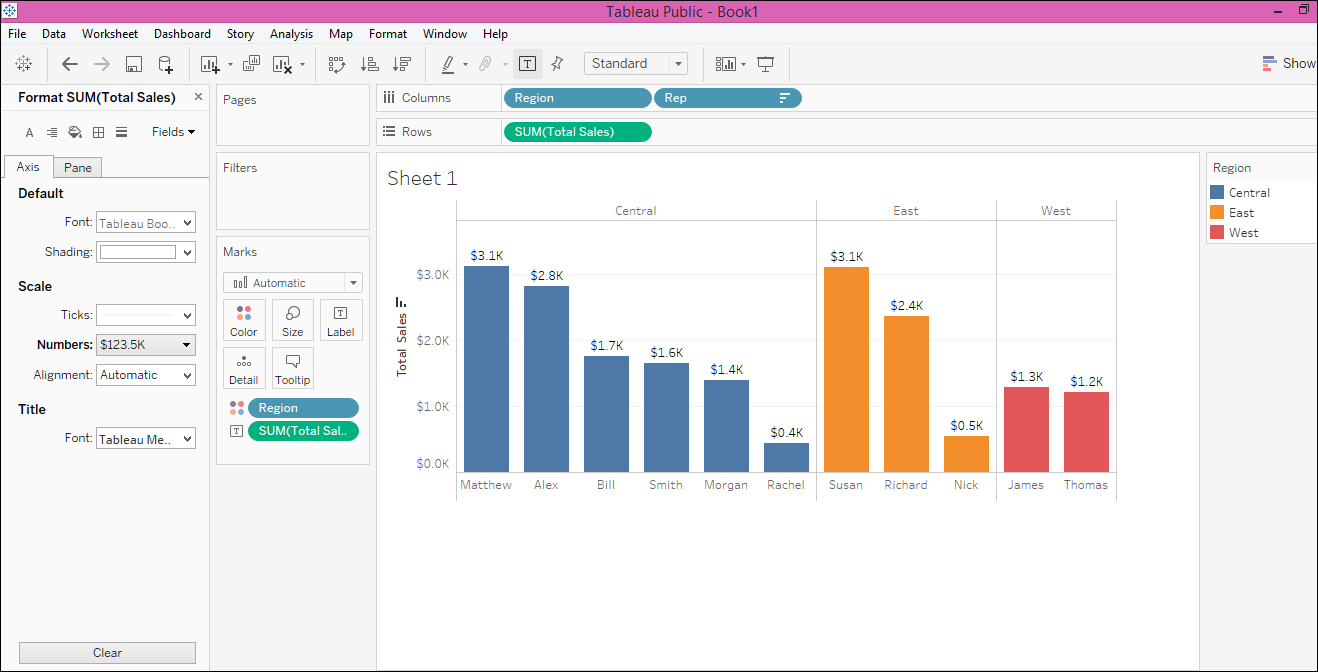 Tableau Public - Book1
File Data Worksheet Dashboard Story Analysis Map Format Window Help
Standard
Show
Format SUM(Total Sales)
Fields
Axis Pane
Default
Font: Tableau Boo..
Shading:
Scale
Ticks:
Numbers: $123.5K
Alignment: Automatic
Title
Font: Tableau Me..
Clear
Pages
Filters
Marks
Automatic
Color Size Label
Detail Tooltip
Region
SUM(Total Sal..
Columns Region Rep
Rows SUM(Total Sales)
Sheet 1
Central East West
Total Sales
$3.0K
$2.0K
$1.0K
$0.0K
$3.1K $2.8K $1.7K $1.6K $1.4K $0.4K $3.1K $2.4K $0.5K $1.3K $1.2K
Matthew Alex Bill Smith Morgan Rachel Susan Richard Nick James Thomas
Region
Central
East
West